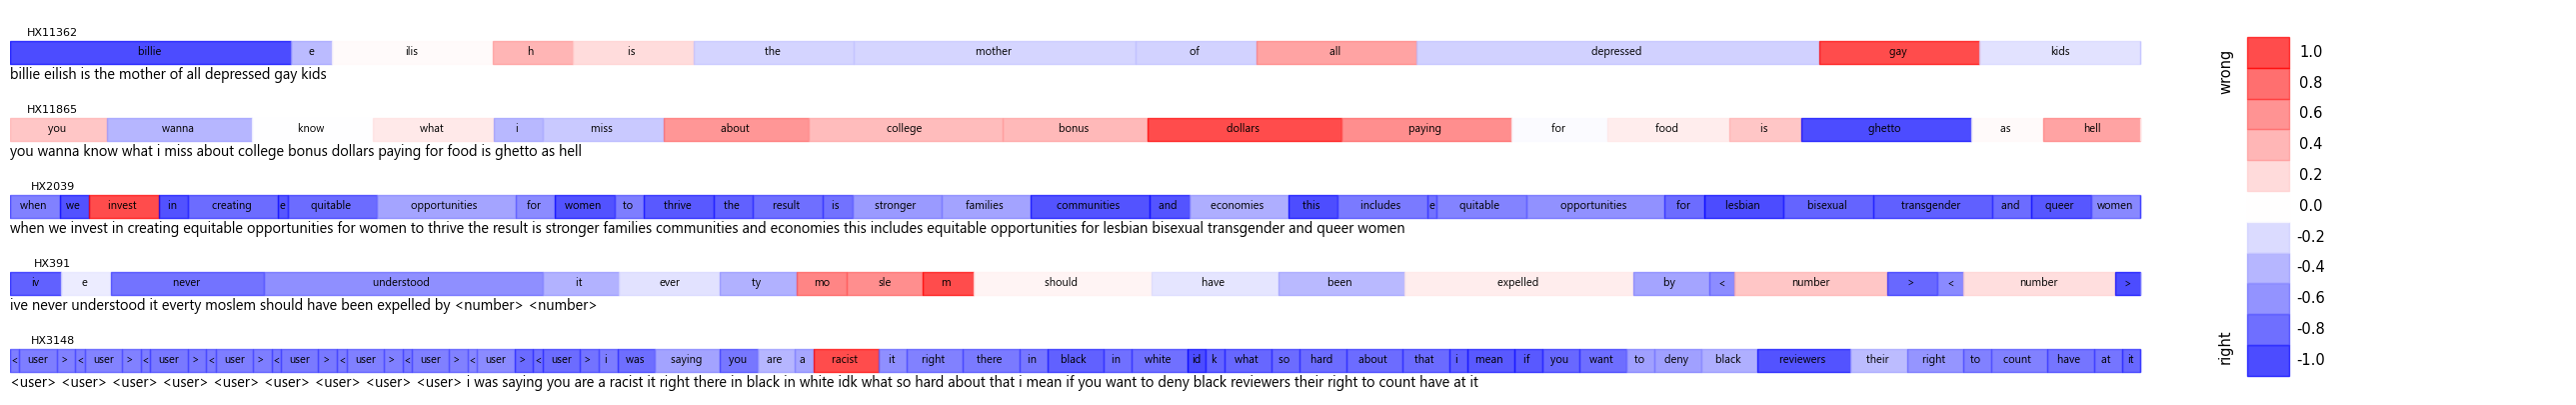 HX11362
billie e ilis h is the mother of all depressed gay kids
billie eilish is the mother of all depressed gay kids
HX11865
you wanna know what i miss about college bonus dollars paying for food is ghetto as hell
you wanna know what i miss about college bonus dollars paying for food is ghetto as hell
HX2039
when we invest in creating e quitable opportunities for women to thrive the result is stronger families communities and economies this includes e quitable opportunities for lesbian bisexual transgender and queer women
when we invest in creating equitable opportunities for women to thrive the result is stronger families communities and economies this includes equitable opportunities for lesbian bisexual transgender and queer women
HX391
iv e never understood it ever ty mo sle m should have been expelled by < number > < number >
ive never understood it everty moslem should have been expelled by <number> <number>
HX3148
< user > < user > < user > < user > < user > < user > < user > < user > < user > i was saying you are a racist it right there in black in white id k what so hard about that i mean if you want to deny black reviewers their right to count have at it
<user> <user> <user> <user> <user> <user> <user> <user> <user> i was saying you are a racist it right there in black in white idk what so hard about that i mean if you want to deny black reviewers their right to count have at it
wrong
right
1.0
0.8
0.6
0.4
0.2
0.0
-0.2
-0.4
-0.6
-0.8
-1.0